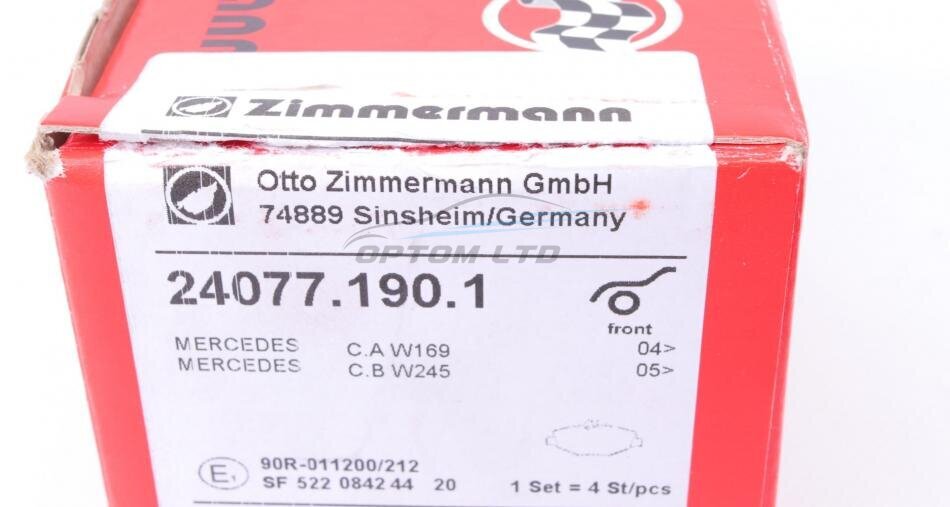 Zimmermann
Otto Zimmermann GmbH
74889 Sinsheim/Germany
OPTOM LTD
24077.190.1
front
MERCEDES C.A W169 04>
MERCEDES C.B W245 05>
E1 90R-011200/212
SF 522 0842 44 20 1 Set = 4 St/pcs